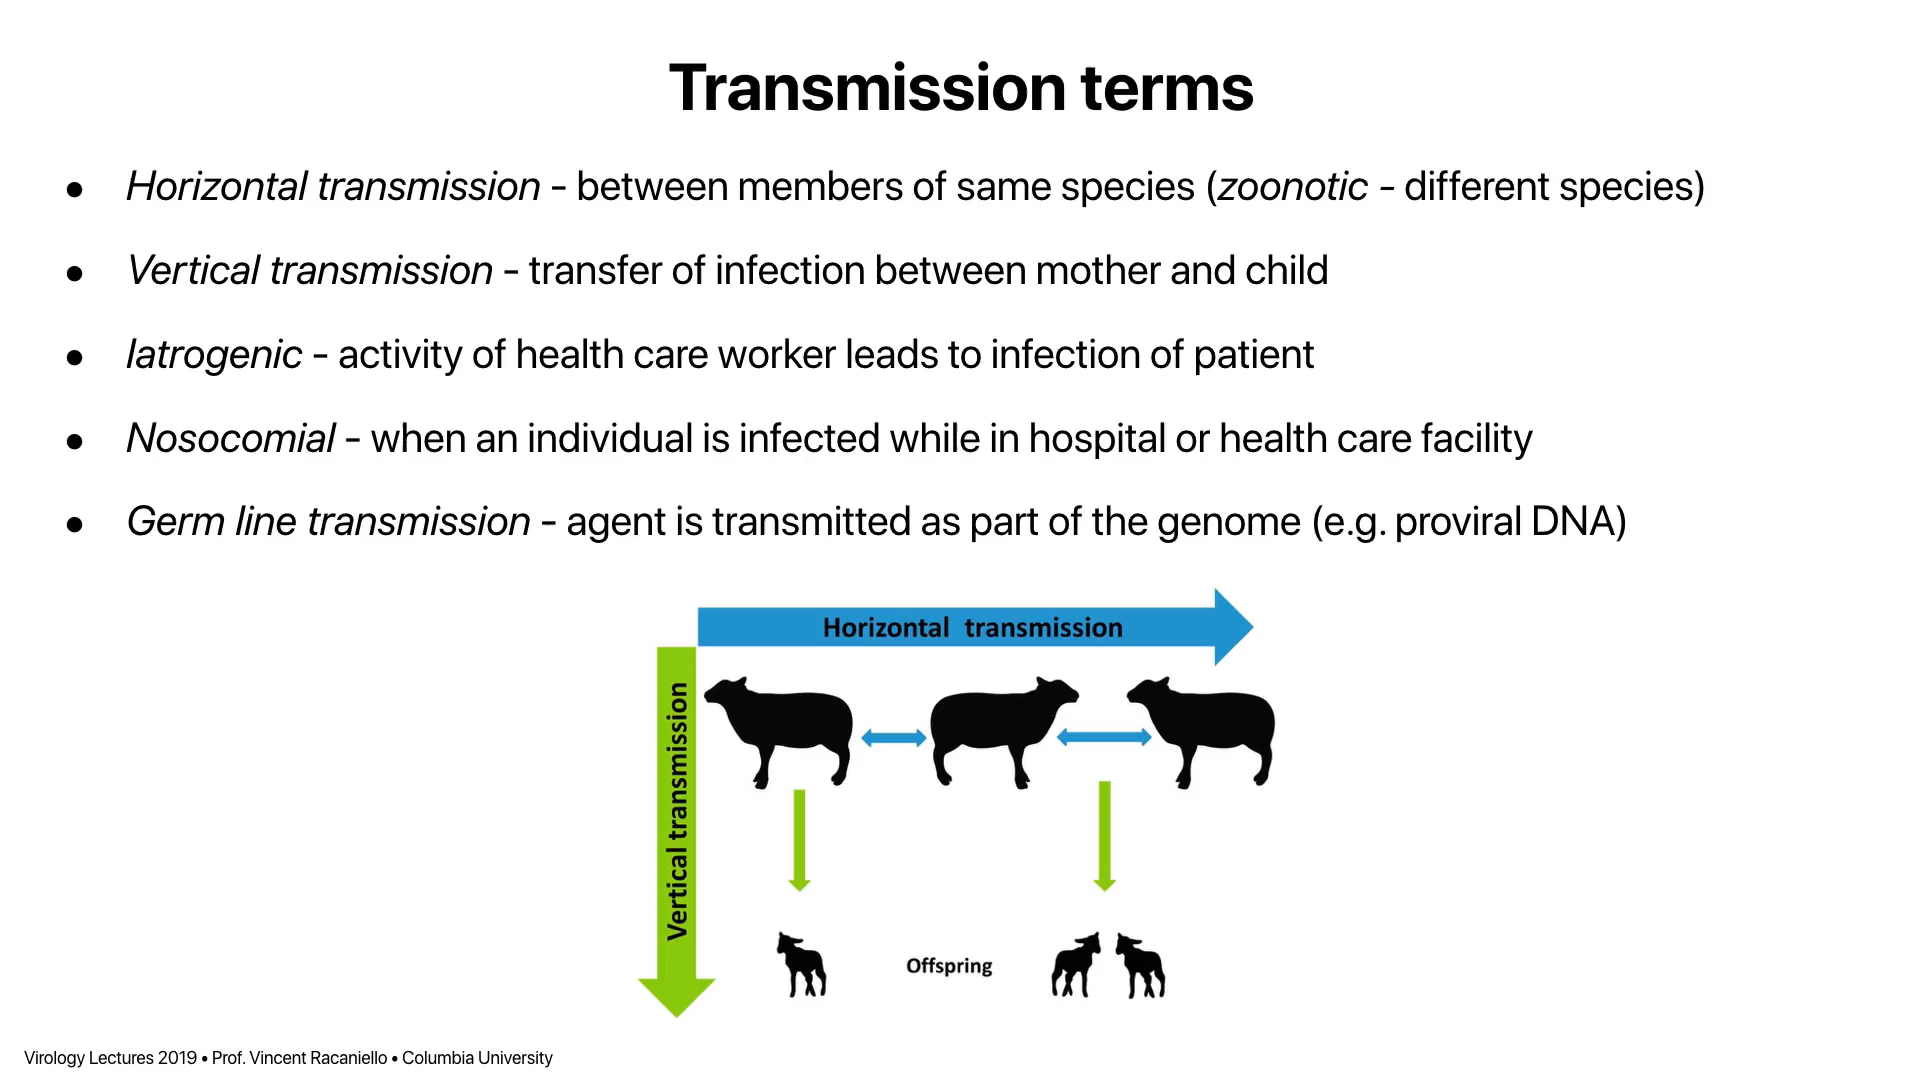 Transmission terms
● Horizontal transmission - between members of same species (zoonotic - different species)
● Vertical transmission - transfer of infection between mother and child
● Iatrogenic - activity of health care worker leads to infection of patient
● Nosocomial - when an individual is infected while in hospital or health care facility
● Germ line transmission - agent is transmitted as part of the genome (e.g. proviral DNA)
Horizontal transmission
Vertical transmission
Offspring
Virology Lectures 2019 • Prof. Vincent Racaniello • Columbia University